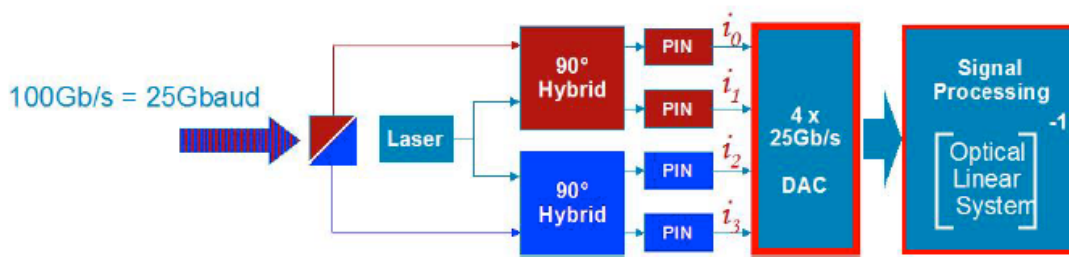 100Gb/s = 25Gbaud
Laser
90°
Hybrid
90°
Hybrid
PIN
PIN
PIN
PIN
i0
i1
i2
i3
4 x
25Gb/s
DAC
Signal
Processing
-1
Optical
Linear
System